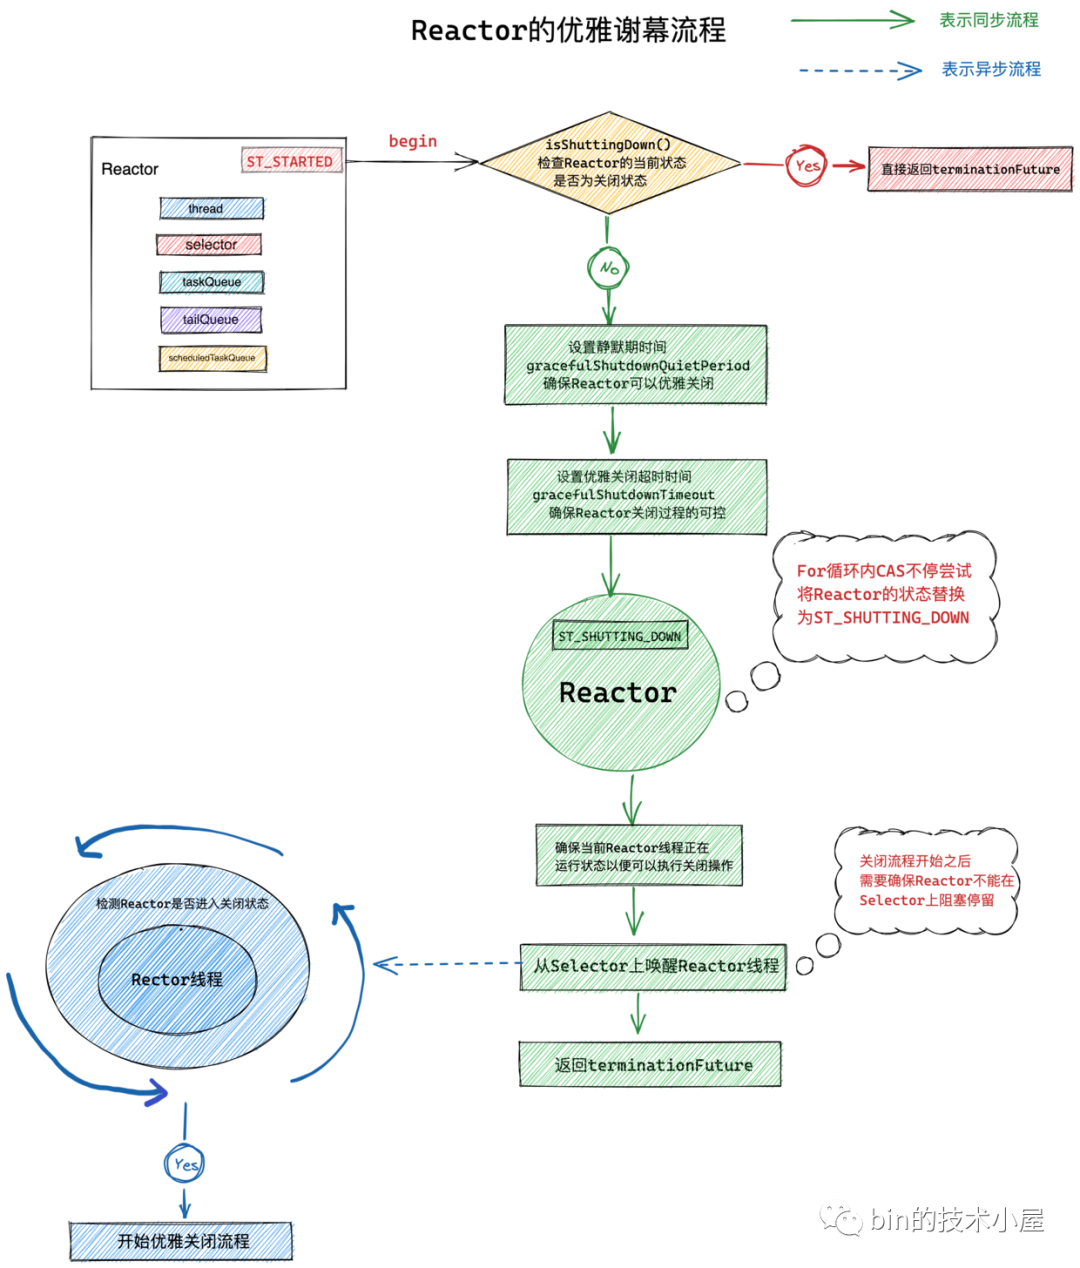 Reactor的优雅谢幕流程
表示同步流程
表示异步流程
Reactor
ST_STARTED
thread
selector
taskQueue
tailQueue
scheduledTaskQueue
begin
isShuttingDown()
检查Reactor的当前状态
是否为关闭状态
Yes
直接返回terminationFuture
No
设置静默期时间
gracefulShutdownQuietPeriod
确保Reactor可以优雅关闭
设置优雅关闭超时时间
gracefulShutdownTimeout
确保Reactor关闭过程的可控
For循环内CAS不停尝试
将Reactor的状态替换
为ST_SHUTTING_DOWN
ST_SHUTTING_DOWN
Reactor
确保当前Reactor线程正在
运行状态以便可以执行关闭操作
关闭流程开始之后
需要确保Reactor不能在
Selector上阻塞停留
从Selector上唤醒Reactor线程
返回terminationFuture
检测Reactor是否进入关闭状态
Rector线程
Yes
开始优雅关闭流程
bin的技术小屋